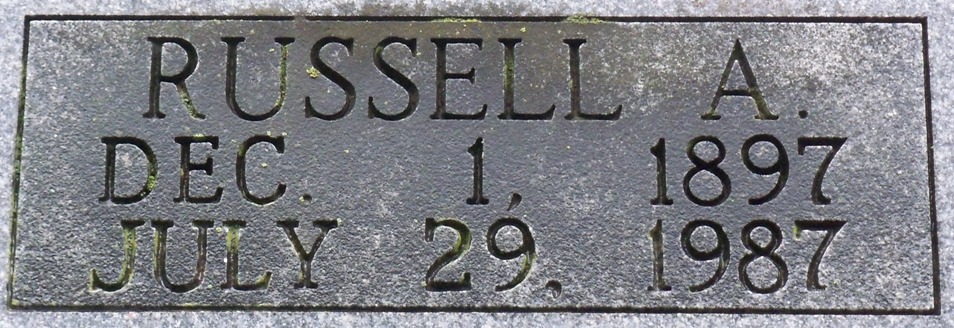 RUSSELL A.
DEC. 1, 1897
JULY 29, 1987